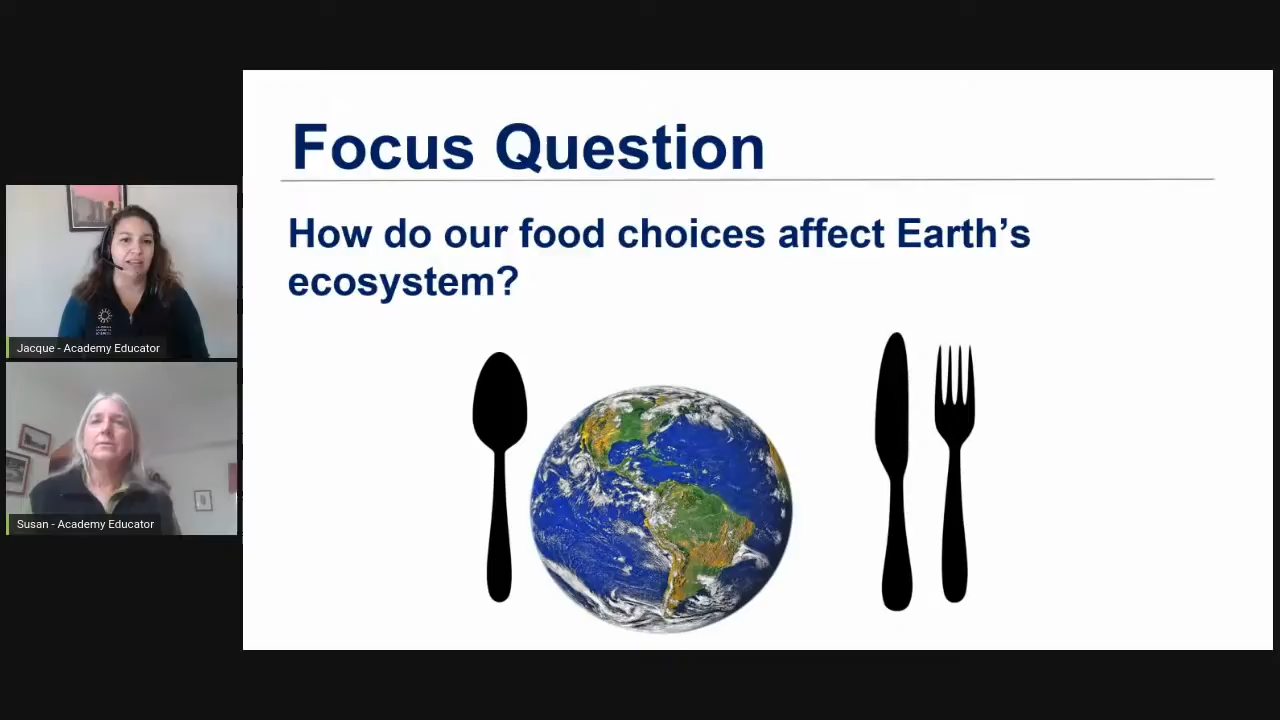 Focus Question
How do our food choices affect Earth’s
ecosystem?
Jacque - Academy Educator
Susan - Academy Educator